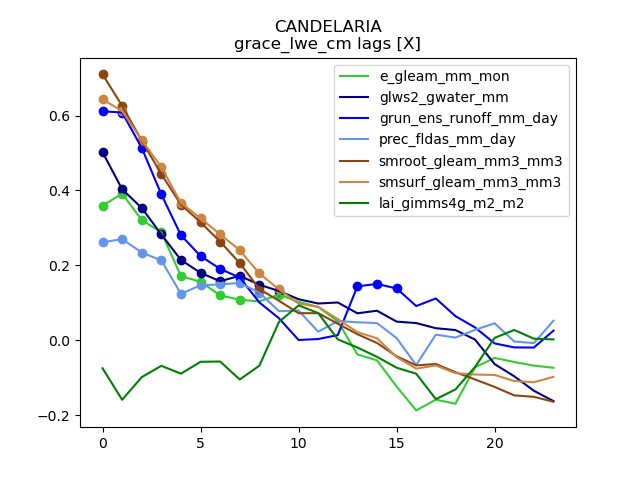 CANDELARIA
grace_lwe_cm lags [X]
e_gleam_mm_mon
glws2_gwater_mm
grun_ens_runoff_mm_day
prec_fldas_mm_day
smroot_gleam_mm3_mm3
smsurf_gleam_mm3_mm3
lai_gimms4g_m2_m2
0.6
0.4
0.2
0.0
−0.2
0 5 10 15 20